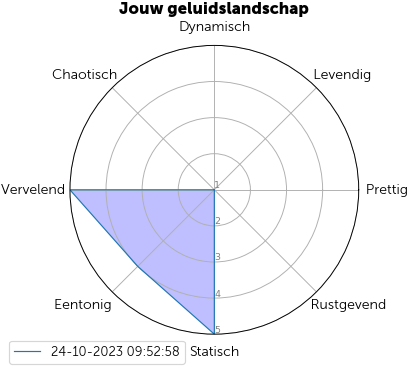 Jouw geluidslandschap
Dynamisch
Chaotisch
Levendig
Vervelend
1
Prettig
2
3
4
5
Eentonig
Rustgevend
Statisch
24-10-2023 09:52:58